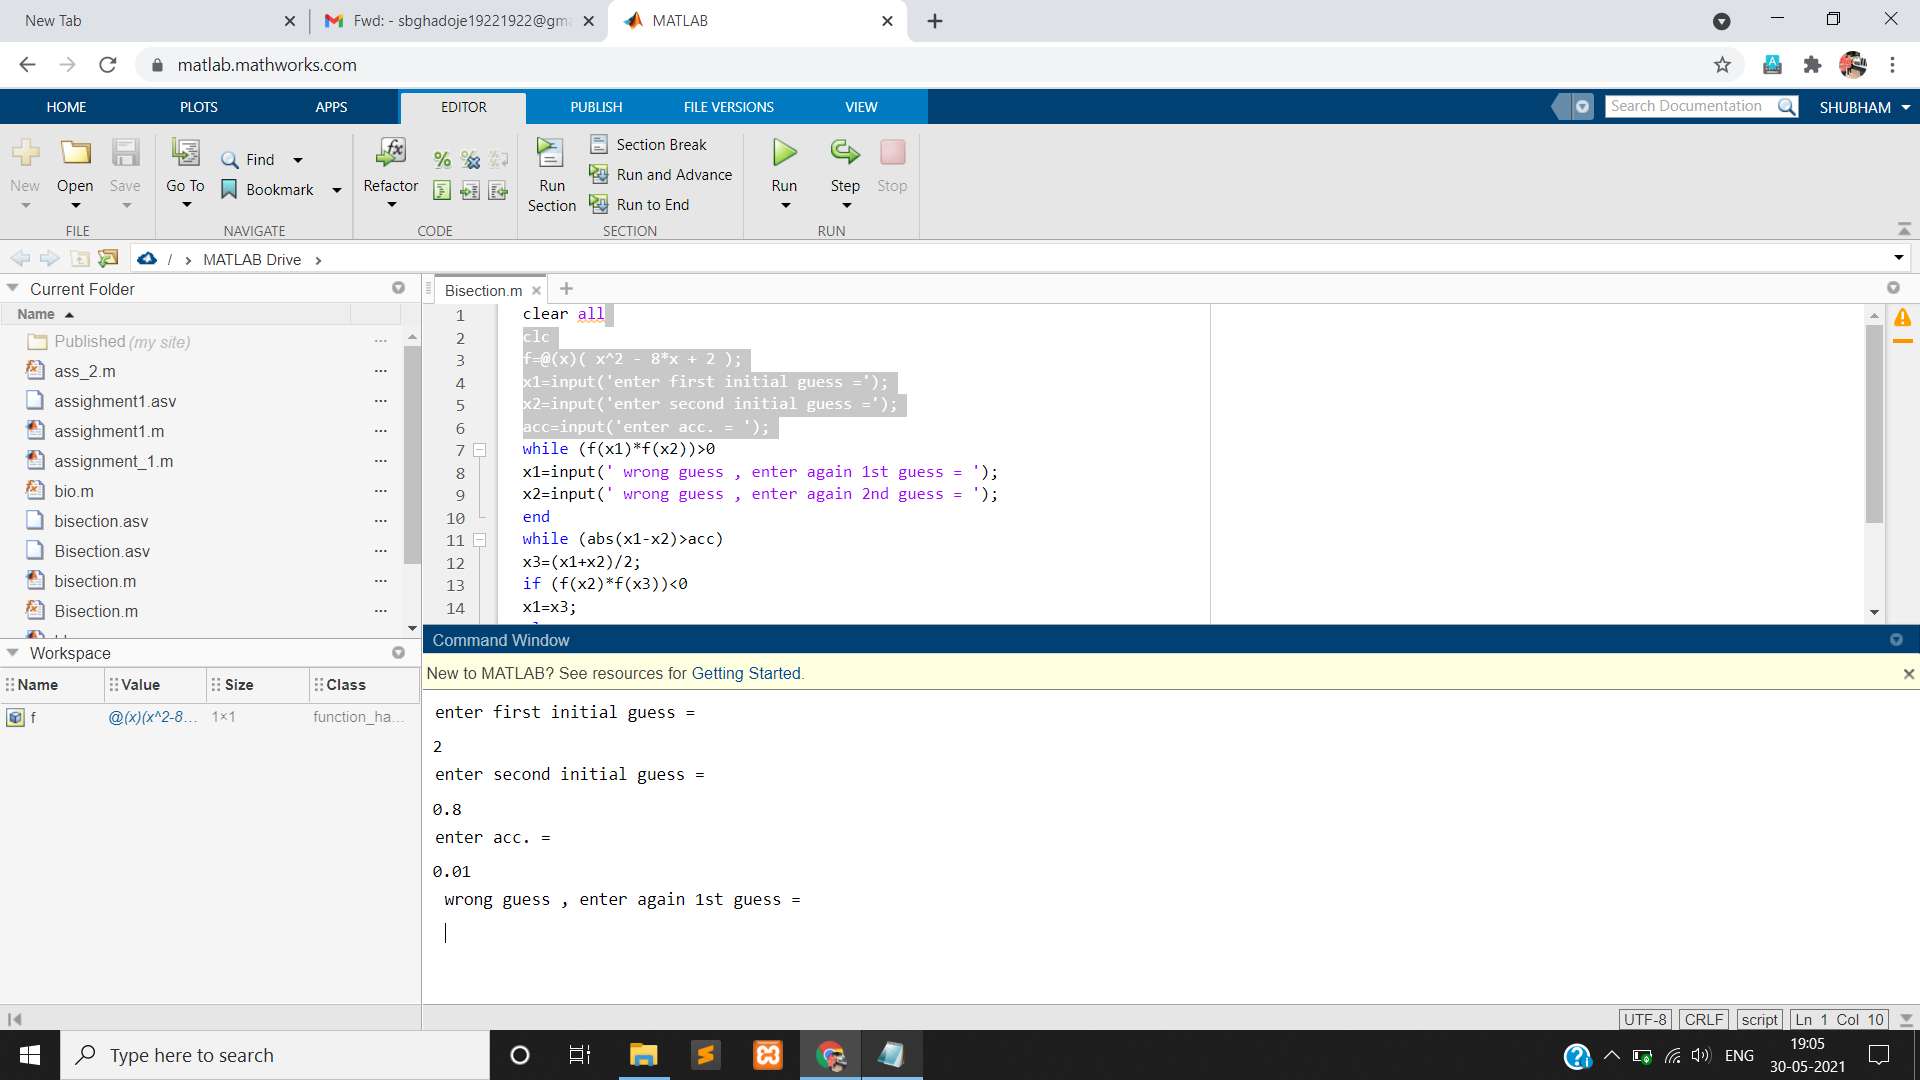 New Tab
Fwd: - sbghadoje19221922@gm
MATLAB
matlab.mathworks.com
HOME PLOTS APPS EDITOR PUBLISH FILE VERSIONS VIEW
Search Documentation
SHUBHAM
New Open Save
FILE
Go To Find Bookmark
NAVIGATE
Refactor
CODE
Run Section
Section Break
Run and Advance
Run to End
SECTION
Run Step Stop
RUN
/ > MATLAB Drive >
Current Folder
Name
Published (my site)
ass_2.m
assighment1.asv
assighment1.m
assignment_1.m
bio.m
bisection.asv
Bisection.asv
bisection.m
Bisection.m
Workspace
Name Value Size Class
f @(x)(x^2-8... 1×1 function_ha...
Bisection.m
1 clear all
2 clc
3 f=@(x)( x^2 - 8*x + 2 );
4 x1=input('enter first initial guess =');
5 x2=input('enter second initial guess =');
6 acc=input('enter acc. = ');
7 while (f(x1)*f(x2))>0
8 x1=input(' wrong guess , enter again 1st guess = ');
9 x2=input(' wrong guess , enter again 2nd guess = ');
10 end
11 while (abs(x1-x2)>acc)
12 x3=(x1+x2)/2;
13 if (f(x2)*f(x3))<0
14 x1=x3;
Command Window
New to MATLAB? See resources for Getting Started.
enter first initial guess =
2
enter second initial guess =
0.8
enter acc. =
0.01
wrong guess , enter again 1st guess =
UTF-8 CRLF script Ln 1 Col 10
Type here to search
ENG
19:05
30-05-2021